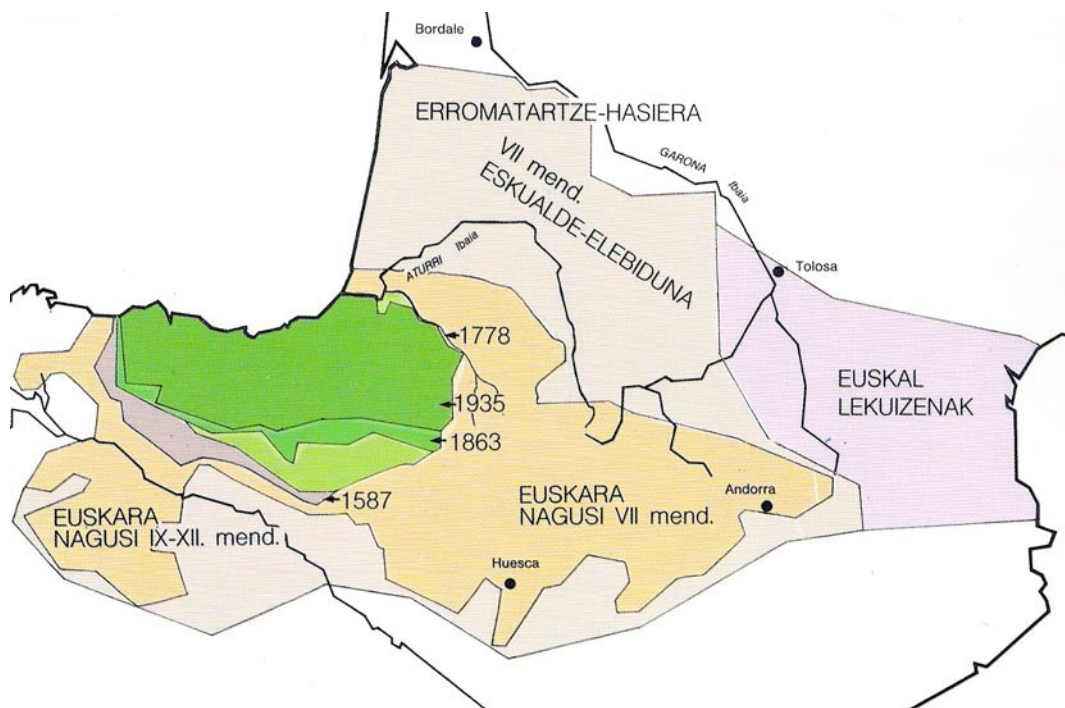 Bordale
ERROMATARTZE-HASIERA
VII mend.
ESKUALDE-ELEBIDUNA
GARONA Ibaia
ATURRI Ibaia
Tolosa
1778
1935
1863
1587
EUSKAL
LEKUIZENAK
EUSKARA
NAGUSI IX-XII. mend.
EUSKARA
NAGUSI VII mend.
Andorra
Huesca